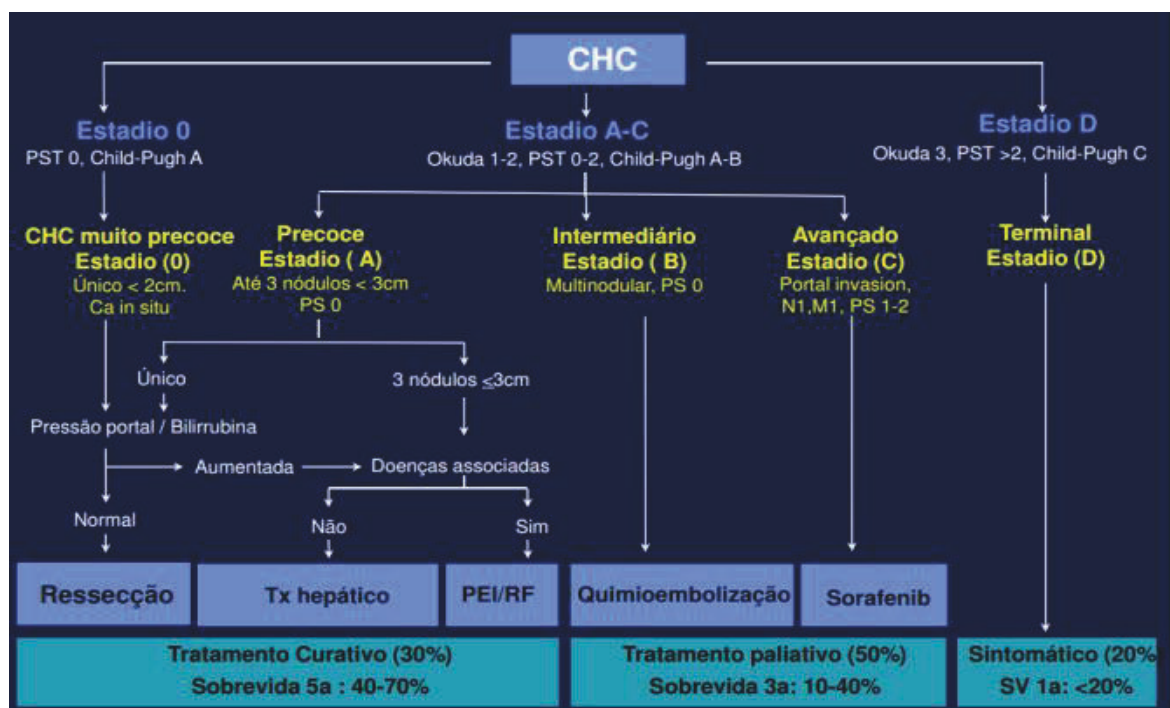 CHC
Estadio 0
PST 0, Child-Pugh A
Estadio A-C
Okuda 1-2, PST 0-2, Child-Pugh A-B
Estadio D
Okuda 3, PST >2, Child-Pugh C
CHC muito precoce
Estadio (0)
Único < 2cm.
Ca in situ
Precoce
Estadio ( A)
Até 3 nódulos < 3cm
PS 0
Intermediário
Estadio ( B)
Multinodular, PS 0
Avançado
Estadio (C)
Portal invasion,
N1,M1, PS 1-2
Terminal
Estadio (D)
Único
3 nódulos ≤3cm
Pressão portal / Bilirrubina
Aumentada
Doenças associadas
Normal
Não
Sim
Ressecção
Tx hepático
PEI/RF
Quimioembolização
Sorafenib
Tratamento Curativo (30%)
Sobrevida 5a : 40-70%
Tratamento paliativo (50%)
Sobrevida 3a: 10-40%
Sintomático (20%
SV 1a: <20%